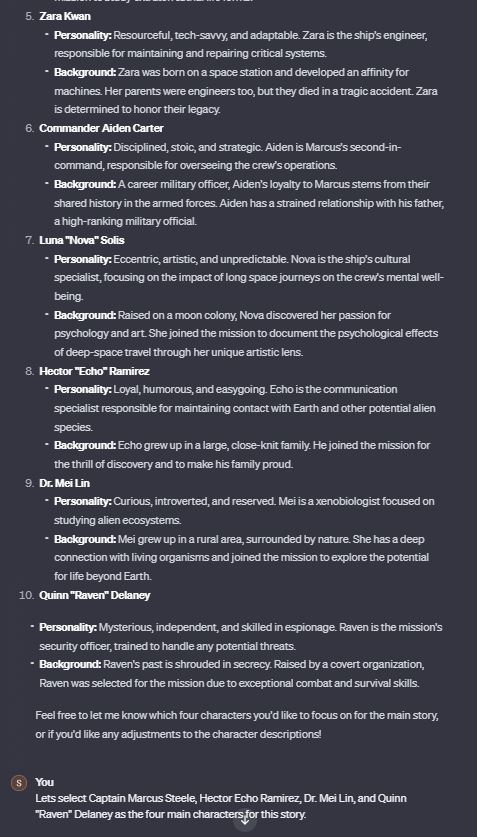 5. Zara Kwan
- Personality: Resourceful, tech-savvy, and adaptable. Zara is the ship's engineer,
responsible for maintaining and repairing critical systems.
- Background: Zara was born on a space station and developed an affinity for
machines. Her parents were engineers too, but they died in a tragic accident. Zara
is determined to honor their legacy.
6. Commander Aiden Carter
- Personality: Disciplined, stoic, and strategic. Aiden is Marcus's second-in-
command, responsible for overseeing the crew's operations.
- Background: A career military officer, Aiden's loyalty to Marcus stems from their
shared history in the armed forces. Aiden has a strained relationship with his father,
a high-ranking military official.
7. Luna "Nova" Solis
- Personality: Eccentric, artistic, and unpredictable. Nova is the ship's cultural
specialist, focusing on the impact of long space journeys on the crew's mental well-
being.
- Background: Raised on a moon colony, Nova discovered her passion for
psychology and art. She joined the mission to document the psychological effects
of deep-space travel through her unique artistic lens.
8. Hector "Echo" Ramirez
- Personality: Loyal, humorous, and easygoing. Echo is the communication
specialist responsible for maintaining contact with Earth and other potential alien
species.
- Background: Echo grew up in a large, close-knit family. He joined the mission for
the thrill of discovery and to make his family proud.
9. Dr. Mei Lin
- Personality: Curious, introverted, and reserved. Mei is a xenobiologist focused on
studying alien ecosystems.
- Background: Mei grew up in a rural area, surrounded by nature. She has a deep
connection with living organisms and joined the mission to explore the potential
for life beyond Earth.
10. Quinn "Raven" Delaney
- Personality: Mysterious, independent, and skilled in espionage. Raven is the mission's
security officer, trained to handle any potential threats.
- Background: Raven's past is shrouded in secrecy. Raised by a covert organization,
Raven was selected for the mission due to exceptional combat and survival skills.
Feel free to let me know which four characters you'd like to focus on for the main story,
or if you'd like any adjustments to the character descriptions!
S You
Lets select Captain Marcus Steele, Hector Echo Ramirez, Dr. Mei Lin, and Quinn
"Raven" Delaney as the four main characters for this story.